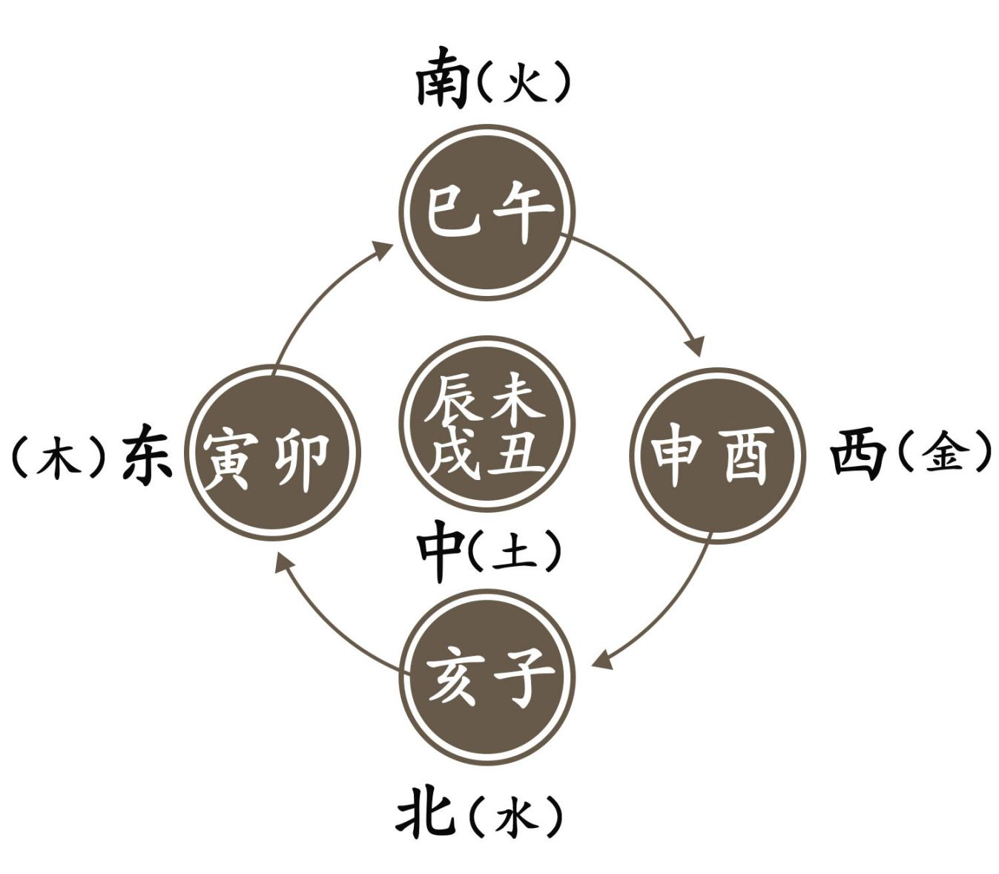 南(火)
巳午
辰未
戌丑
中(土)
(木)东
寅卯
申酉
西(金)
亥子
北(水)